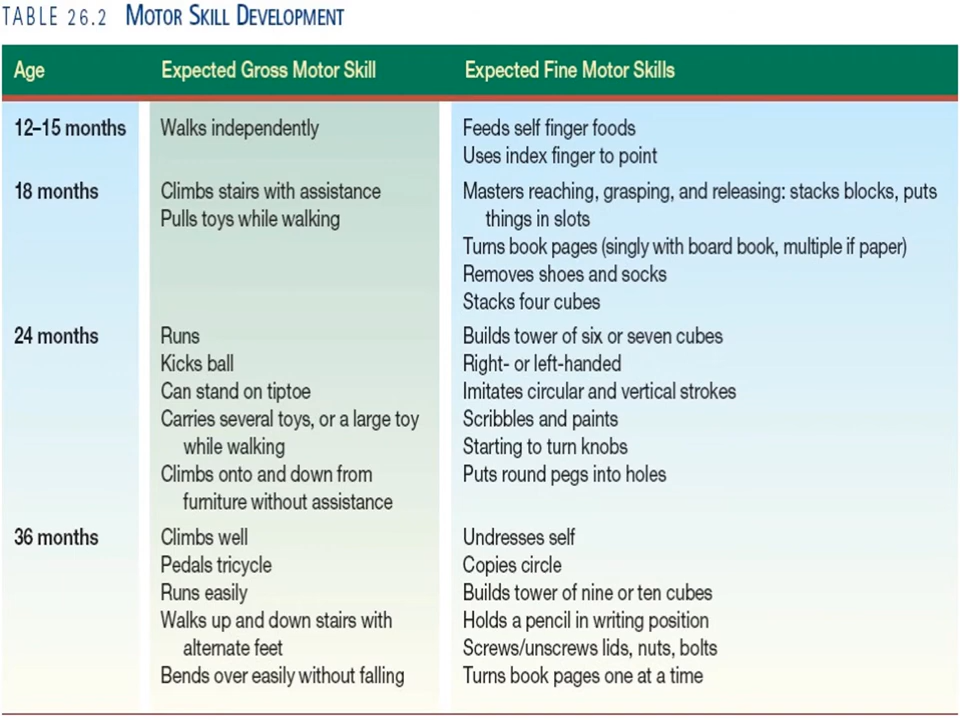 TABLE 26.2 MOTOR SKILL DEVELOPMENT
Age Expected Gross Motor Skill Expected Fine Motor Skills
12–15 months Walks independently Feeds self finger foods
Uses index finger to point
18 months Climbs stairs with assistance Masters reaching, grasping, and releasing: stacks blocks, puts
Pulls toys while walking things in slots
Turns book pages (singly with board book, multiple if paper)
Removes shoes and socks
Stacks four cubes
24 months Runs Builds tower of six or seven cubes
Kicks ball Right- or left-handed
Can stand on tiptoe Imitates circular and vertical strokes
Carries several toys, or a large toy Scribbles and paints
while walking Starting to turn knobs
Climbs onto and down from Puts round pegs into holes
furniture without assistance
36 months Climbs well Undresses self
Pedals tricycle Copies circle
Runs easily Builds tower of nine or ten cubes
Walks up and down stairs with Holds a pencil in writing position
alternate feet Screws/unscrews lids, nuts, bolts
Bends over easily without falling Turns book pages one at a time